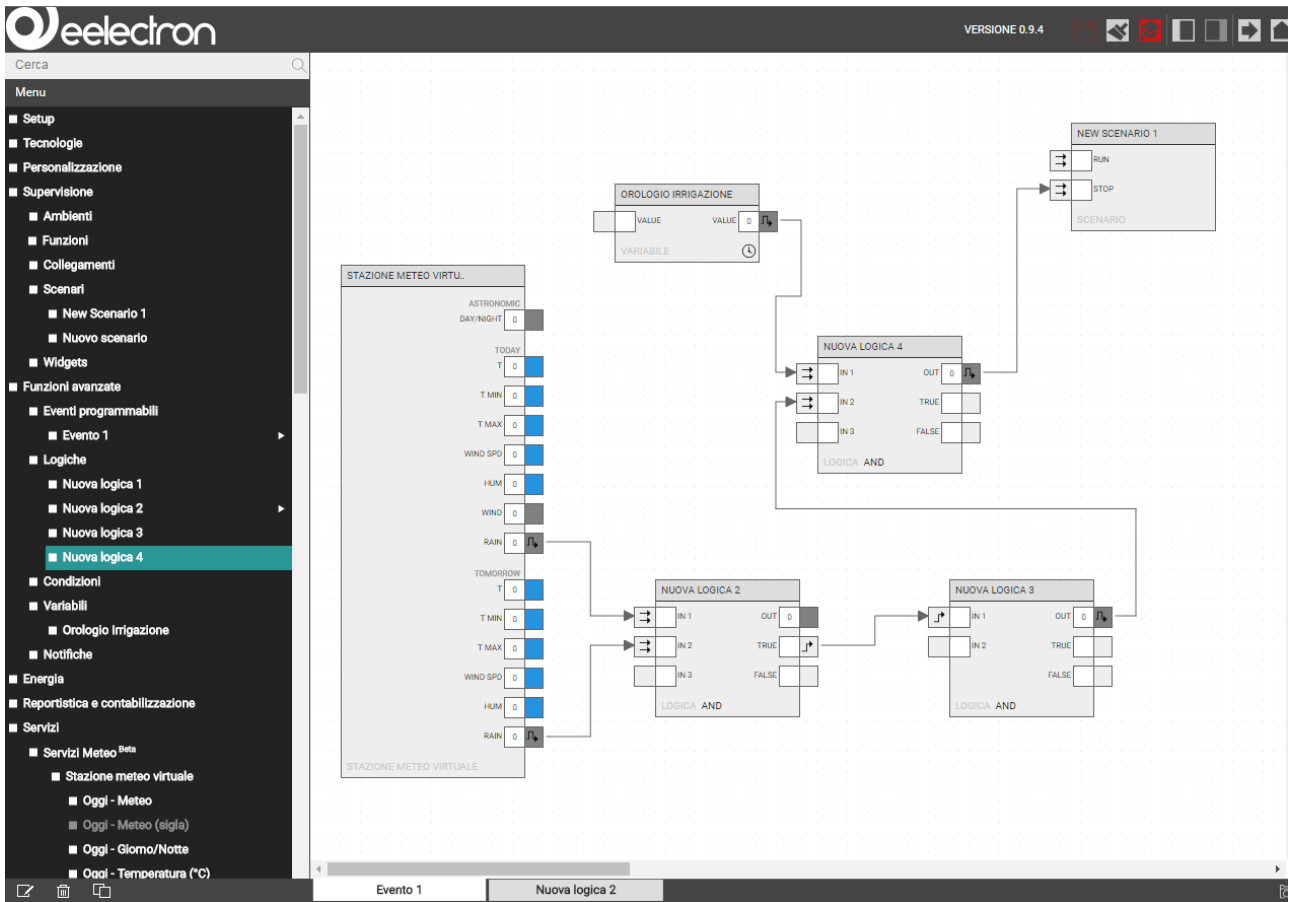 eelectron
VERSIONE 0.9.4
Cerca
Menu
Setup
Tecnologie
Personalizzazione
Supervisione
Ambienti
Funzioni
Collegamenti
Scenari
New Scenario 1
Nuovo scenario
Widgets
Funzioni avanzate
Eventi programmabili
Evento 1
Logiche
Nuova logica 1
Nuova logica 2
Nuova logica 3
Nuova logica 4
Condizioni
Variabili
Orologio Irrigazione
Notifiche
Energia
Reportistica e contabilizzazione
Servizi
Servizi Meteo Beta
Stazione meteo virtuale
Oggi - Meteo
Oggi - Meteo (sigla)
Oggi - Giorno/Notte
Oggi - Temperatura (°C)
NEW SCENARIO 1
RUN
STOP
SCENARIO
OROLOGIO IRRIGAZIONE
VALUE VALUE 0
VARIABILE
STAZIONE METEO VIRTU..
ASTRONOMIC
DAY/NIGHT 0
TODAY
T 0
T MIN 0
T MAX 0
WIND SPD 0
HUM 0
WIND 0
RAIN 0
TOMORROW
T 0
T MIN 0
T MAX 0
WIND SPD 0
HUM 0
RAIN 0
STAZIONE METEO VIRTUALE
NUOVA LOGICA 4
IN 1 OUT 0
IN 2 TRUE
IN 3 FALSE
LOGICA AND
NUOVA LOGICA 2
IN 1 OUT 0
IN 2 TRUE
IN 3 FALSE
LOGICA AND
NUOVA LOGICA 3
IN 1 OUT 0
IN 2 TRUE
FALSE
LOGICA AND
Evento 1 Nuova logica 2